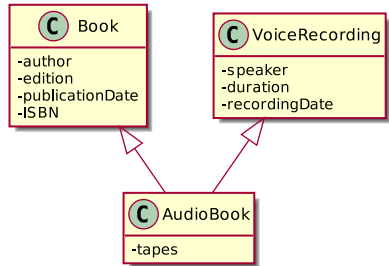 C Book
-author
-edition
-publicationDate
-ISBN
C VoiceRecording
-speaker
-duration
-recordingDate
C AudioBook
-tapes